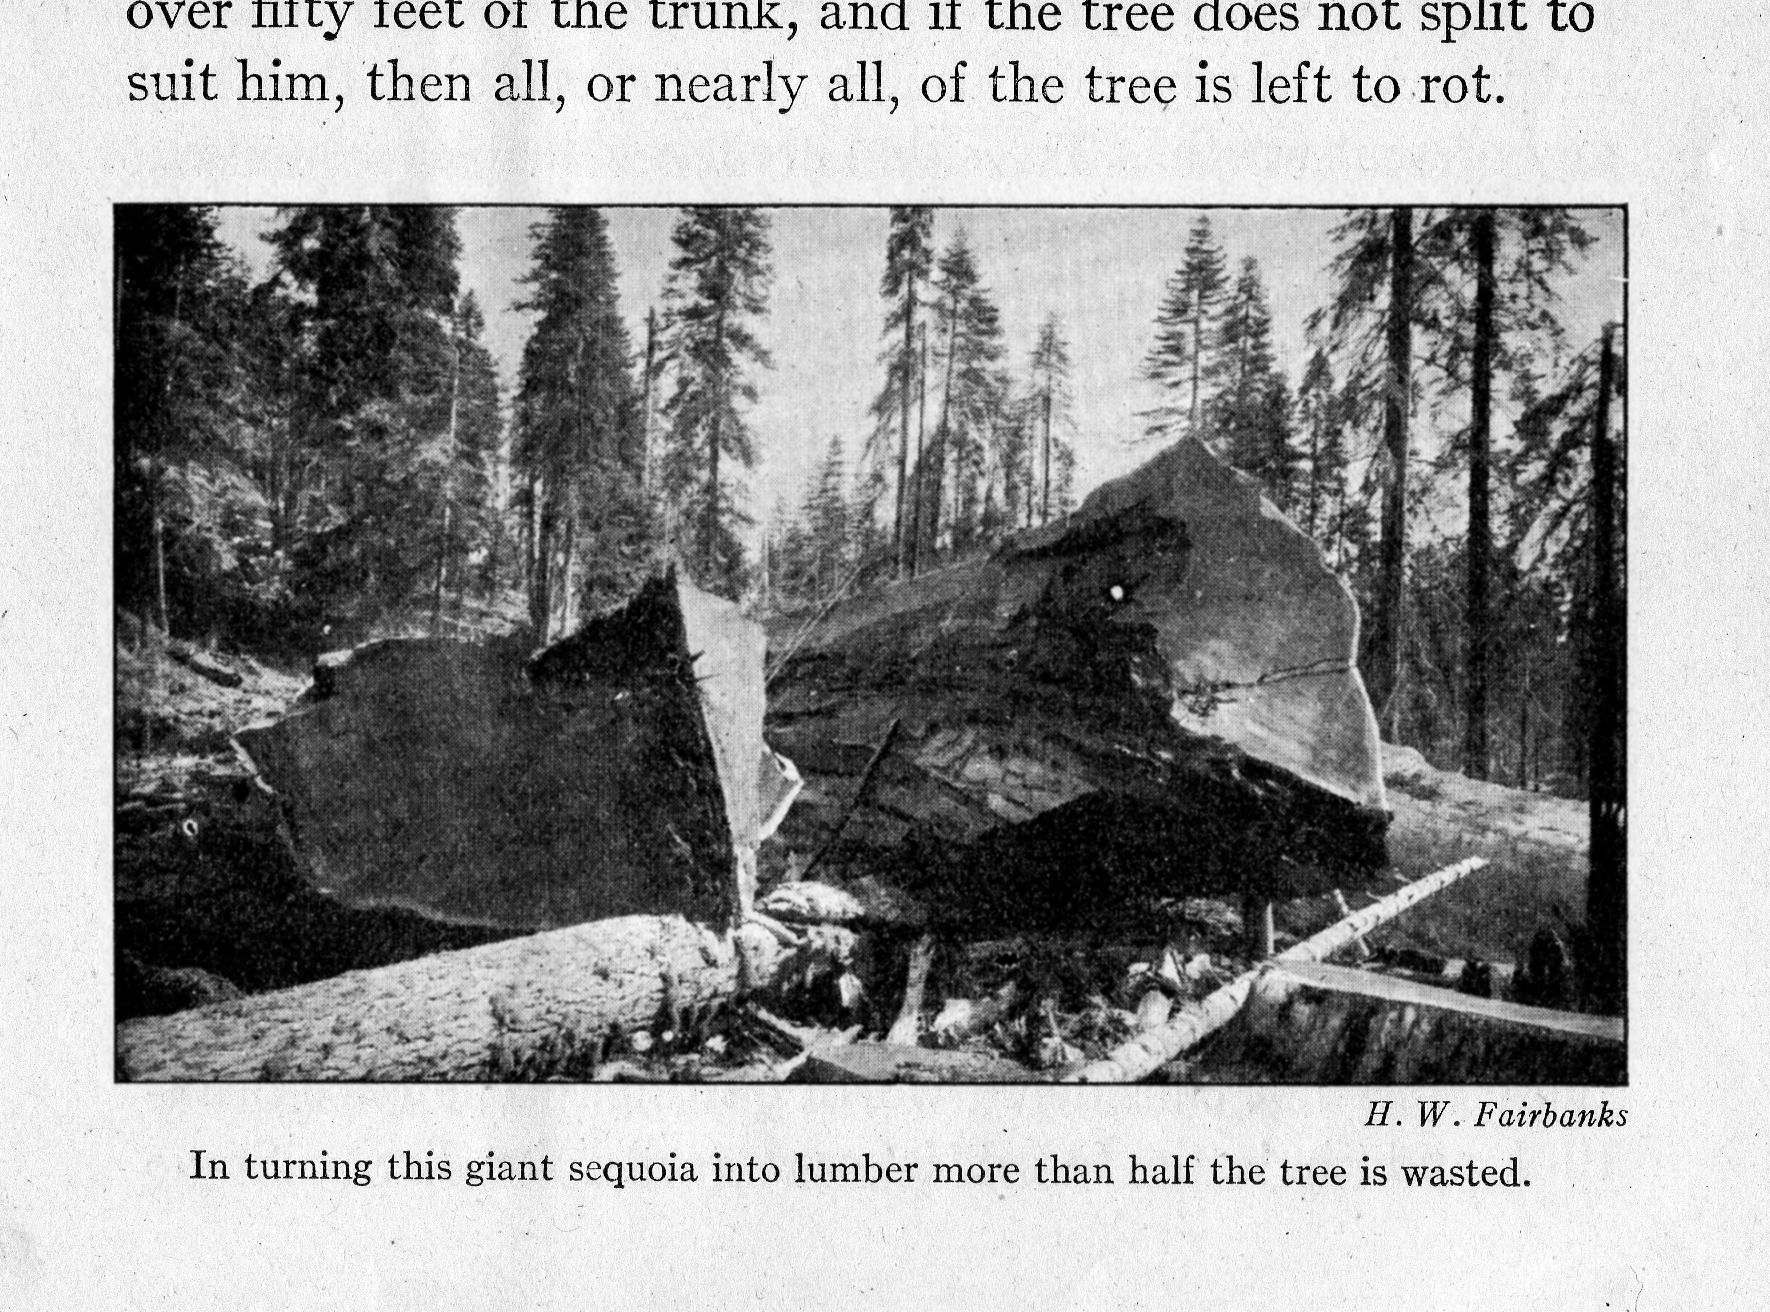 over fifty feet of the trunk, and if the tree does not split to
suit him, then all, or nearly all, of the tree is left to rot.
H. W. Fairbanks
In turning this giant sequoia into lumber more than half the tree is wasted.